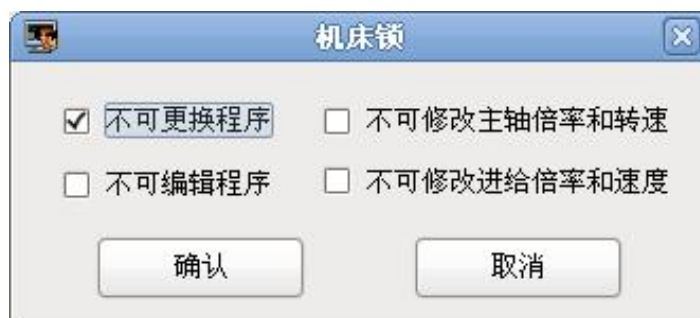 机床锁
不可更换程序 不可修改主轴倍率和转速
不可编辑程序 不可修改进给倍率和速度
确认 取消